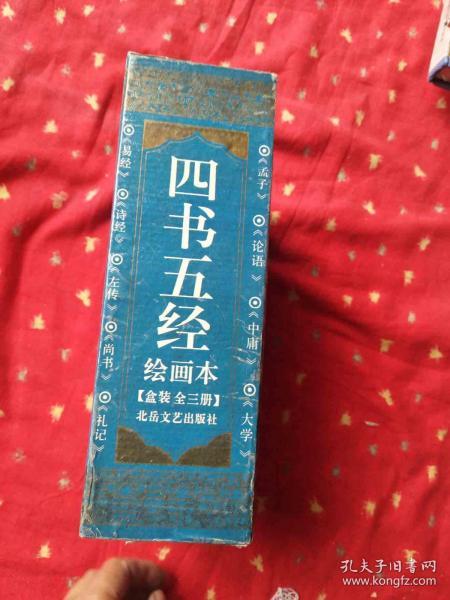 四书五经
绘画本
【盒装 全三册】
北岳文艺出版社
◎《孟子》
◎《论语》
◎《中庸》
◎《大学》
◎《易经》
◎《诗经》
◎《左传》
◎《尚书》
◎《礼记》
孔夫子旧书网
www.kongfz.com